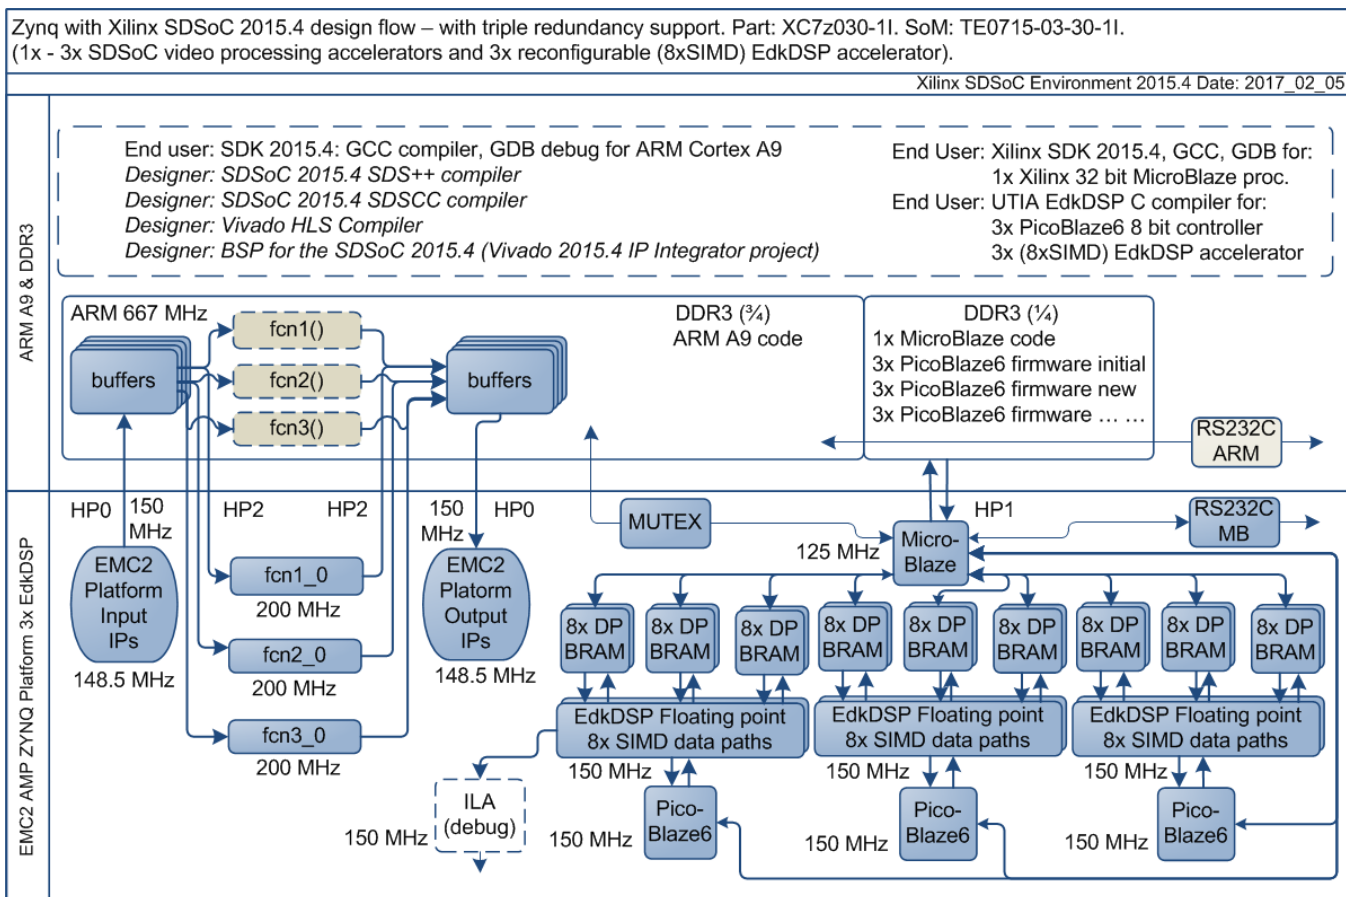 Zynq with Xilinx SDSoC 2015.4 design flow – with triple redundancy support. Part: XC7z030-1I. SoM: TE0715-03-30-1I.
(1x - 3x SDSoC video processing accelerators and 3x reconfigurable (8xSIMD) EdkDSP accelerator).
Xilinx SDSoC Environment 2015.4 Date: 2017_02_05
ARM A9 & DDR3
End user: SDK 2015.4: GCC compiler, GDB debug for ARM Cortex A9
Designer: SDSoC 2015.4 SDS++ compiler
Designer: SDSoC 2015.4 SDSCC compiler
Designer: Vivado HLS Compiler
Designer: BSP for the SDSoC 2015.4 (Vivado 2015.4 IP Integrator project)
End User: Xilinx SDK 2015.4, GCC, GDB for:
1x Xilinx 32 bit MicroBlaze proc.
End User: UTIA EdkDSP C compiler for:
3x PicoBlaze6 8 bit controller
3x (8xSIMD) EdkDSP accelerator
ARM 667 MHz
buffers
fcn1()
fcn2()
fcn3()
buffers
DDR3 (¾)
ARM A9 code
DDR3 (¼)
1x MicroBlaze code
3x PicoBlaze6 firmware initial
3x PicoBlaze6 firmware new
3x PicoBlaze6 firmware ... ...
RS232C
ARM
EMC2 AMP ZYNQ Platform 3x EdkDSP
HP0
150
MHz
HP2
HP2
150
MHz
HP0
MUTEX
HP1
RS232C
MB
125 MHz
Micro-
Blaze
EMC2
Platform
Input
IPs
148.5 MHz
fcn1_0
200 MHz
fcn2_0
200 MHz
fcn3_0
200 MHz
EMC2
Platorm
Output
IPs
148.5 MHz
8x DP
BRAM
8x DP
BRAM
8x DP
BRAM
8x DP
BRAM
8x DP
BRAM
8x DP
BRAM
8x DP
BRAM
8x DP
BRAM
8x DP
BRAM
EdkDSP Floating point
8x SIMD data paths
EdkDSP Floating point
8x SIMD data paths
EdkDSP Floating point
8x SIMD data paths
150 MHz
150 MHz
150 MHz
ILA
(debug)
150 MHz
Pico-
Blaze6
150 MHz
Pico-
Blaze6
150 MHz
Pico-
Blaze6
150 MHz